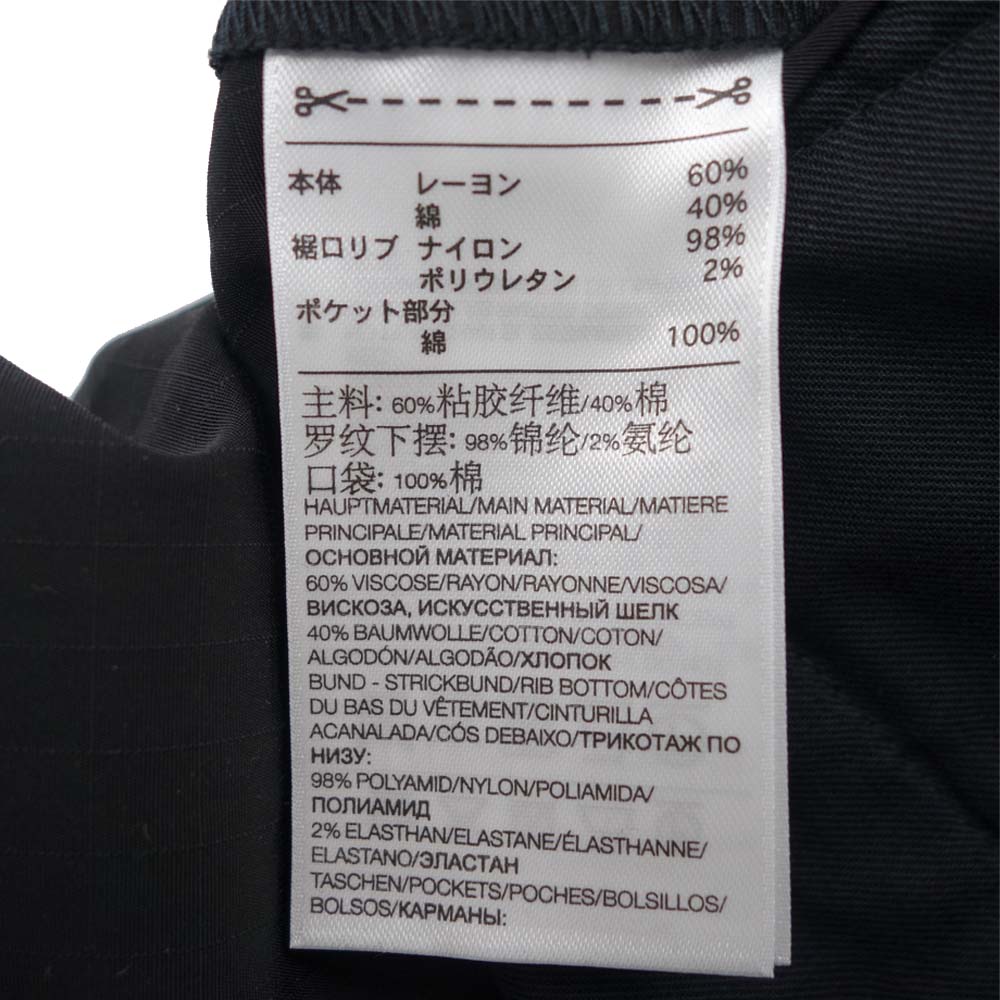 本体 レーヨン 60%
綿 40%
裾口リブ ナイロン 98%
ポリウレタン 2%
ポケット部分
綿 100%
主料: 60%粘胶纤维/40%棉
罗纹下摆: 98%锦纶/2%氨纶
口袋: 100%棉
HAUPTMATERIAL/MAIN MATERIAL/MATIERE
PRINCIPALE/MATERIAL PRINCIPAL/
ОСНОВНОЙ МАТЕРИАЛ:
60% VISCOSE/RAYON/RAYONNE/VISCOSA/
ВИСКОЗА, ИСКУССТВЕННЫЙ ШЕЛК
40% BAUMWOLLE/COTTON/COTON/
ALGODÓN/ALGODÃO/ХЛОПОК
BUND - STRICKBUND/RIB BOTTOM/CÔTES
DU BAS DU VÊTEMENT/CINTURILLA
ACANALADA/CÓS DEBAIXO/ТРИКОТАЖ ПО
НИЗУ:
98% POLYAMID/NYLON/POLIAMIDA/
ПОЛИАМИД
2% ELASTHAN/ELASTANE/ÉLASTHANNE/
ELASTANO/ЭЛАСТАН
TASCHEN/POCKETS/POCHES/BOLSILLOS/
BOLSOS/КАРМАНЫ: